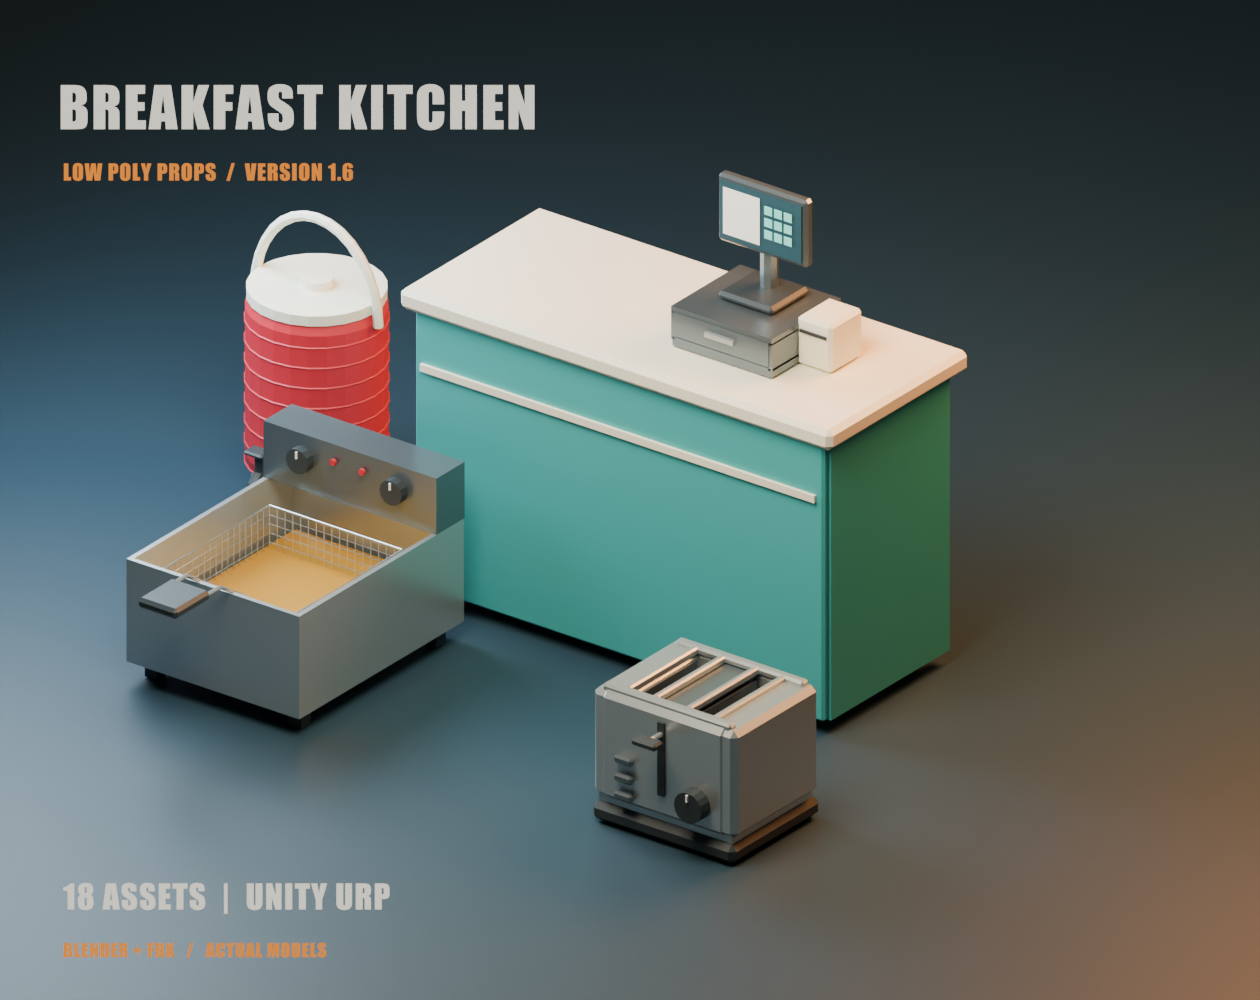 BREAKFAST KITCHEN
LOW POLY PROPS / VERSION 1.6
18 ASSETS | UNITY URP
BLENDER + FBX / ACTUAL MODELS